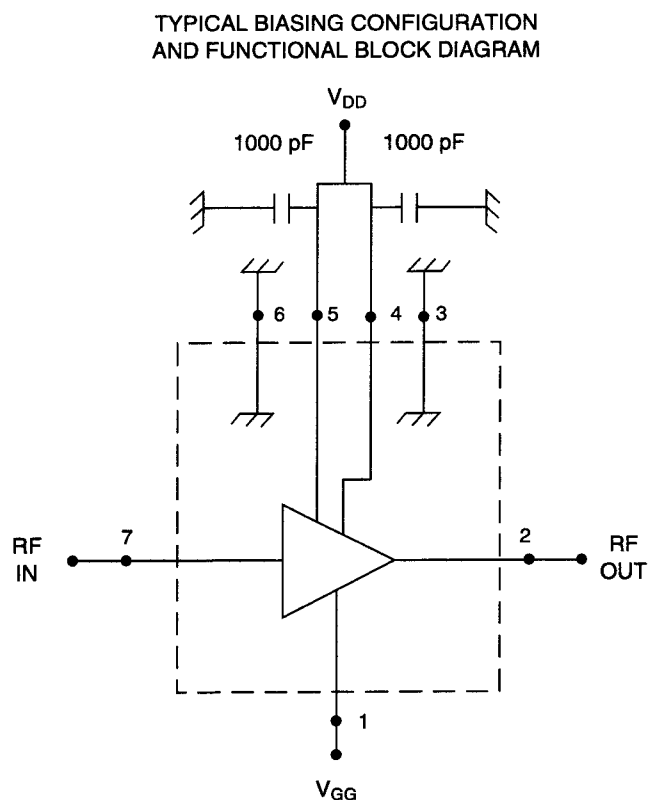 TYPICAL BIASING CONFIGURATION
AND FUNCTIONAL BLOCK DIAGRAM
VDD
1000 pF
1000 pF
6
5
4
3
7
2
RF
IN
RF
OUT
1
VGG